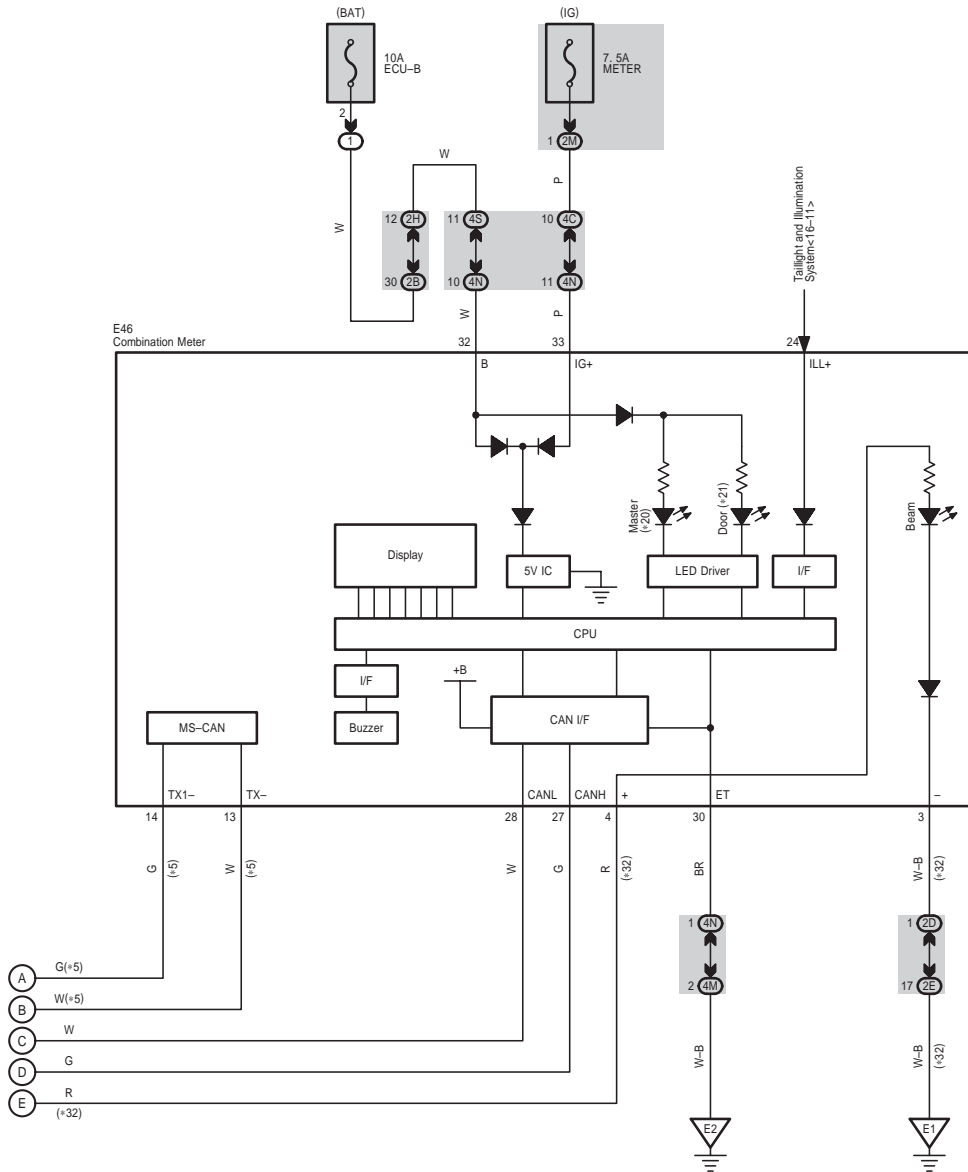 (BAT)
(IG)
10A
ECU–B
7. 5A
METER
2
1
1 2M
W
P
W
Taillight and Illumination
System<16–11>
12 2H
11 4S
10 4C
30 2B
10 4N
11 4N
W
P
E46
Combination Meter
32
33
24
B
IG+
ILL+
Master
(*20)
Door (*21)
Beam
Display
5V IC
LED Driver
I/F
CPU
I/F
+B
Buzzer
CAN I/F
MS–CAN
TX1–
TX–
CANL
CANH
+
ET
–
14
13
28
27
4
30
3
G
(*5)
W
(*5)
W
G
R
(*32)
BR
W–B
(*32)
1 4N
1 2D
2 4M
17 2E
A
G(*5)
B
W(*5)
C
W
D
G
E
R
(*32)
W–B
W–B
(*32)
E2
E1